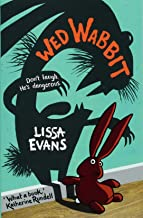 WED WABBIT
Don't laugh.
He's dangerous.
LISSA
EVANS
'What a book.'
Katherine Rundell